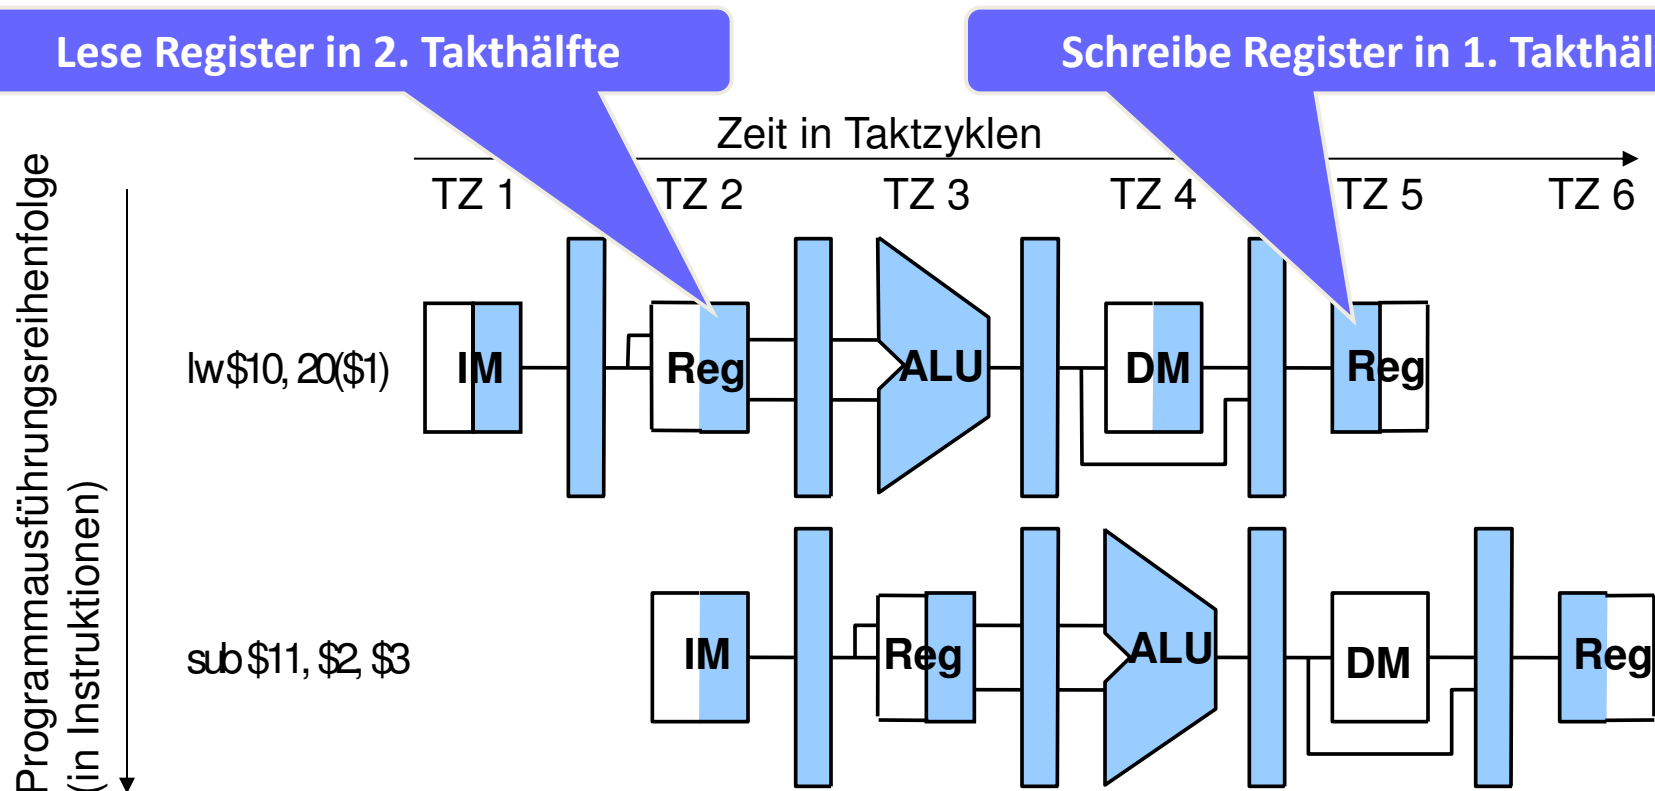 Lese Register in 2. Takthälfte
Schreibe Register in 1.
Zeit in Taktzyklen
TZ 1 TZ 2 TZ 3 TZ 4 TZ 5 TZ 6
Programmausführungsreihenfolge
(in Instruktionen)
lw $10, 20($1)
IM Reg ALU DM Reg
sub $11, $2, $3
IM Reg ALU DM Reg